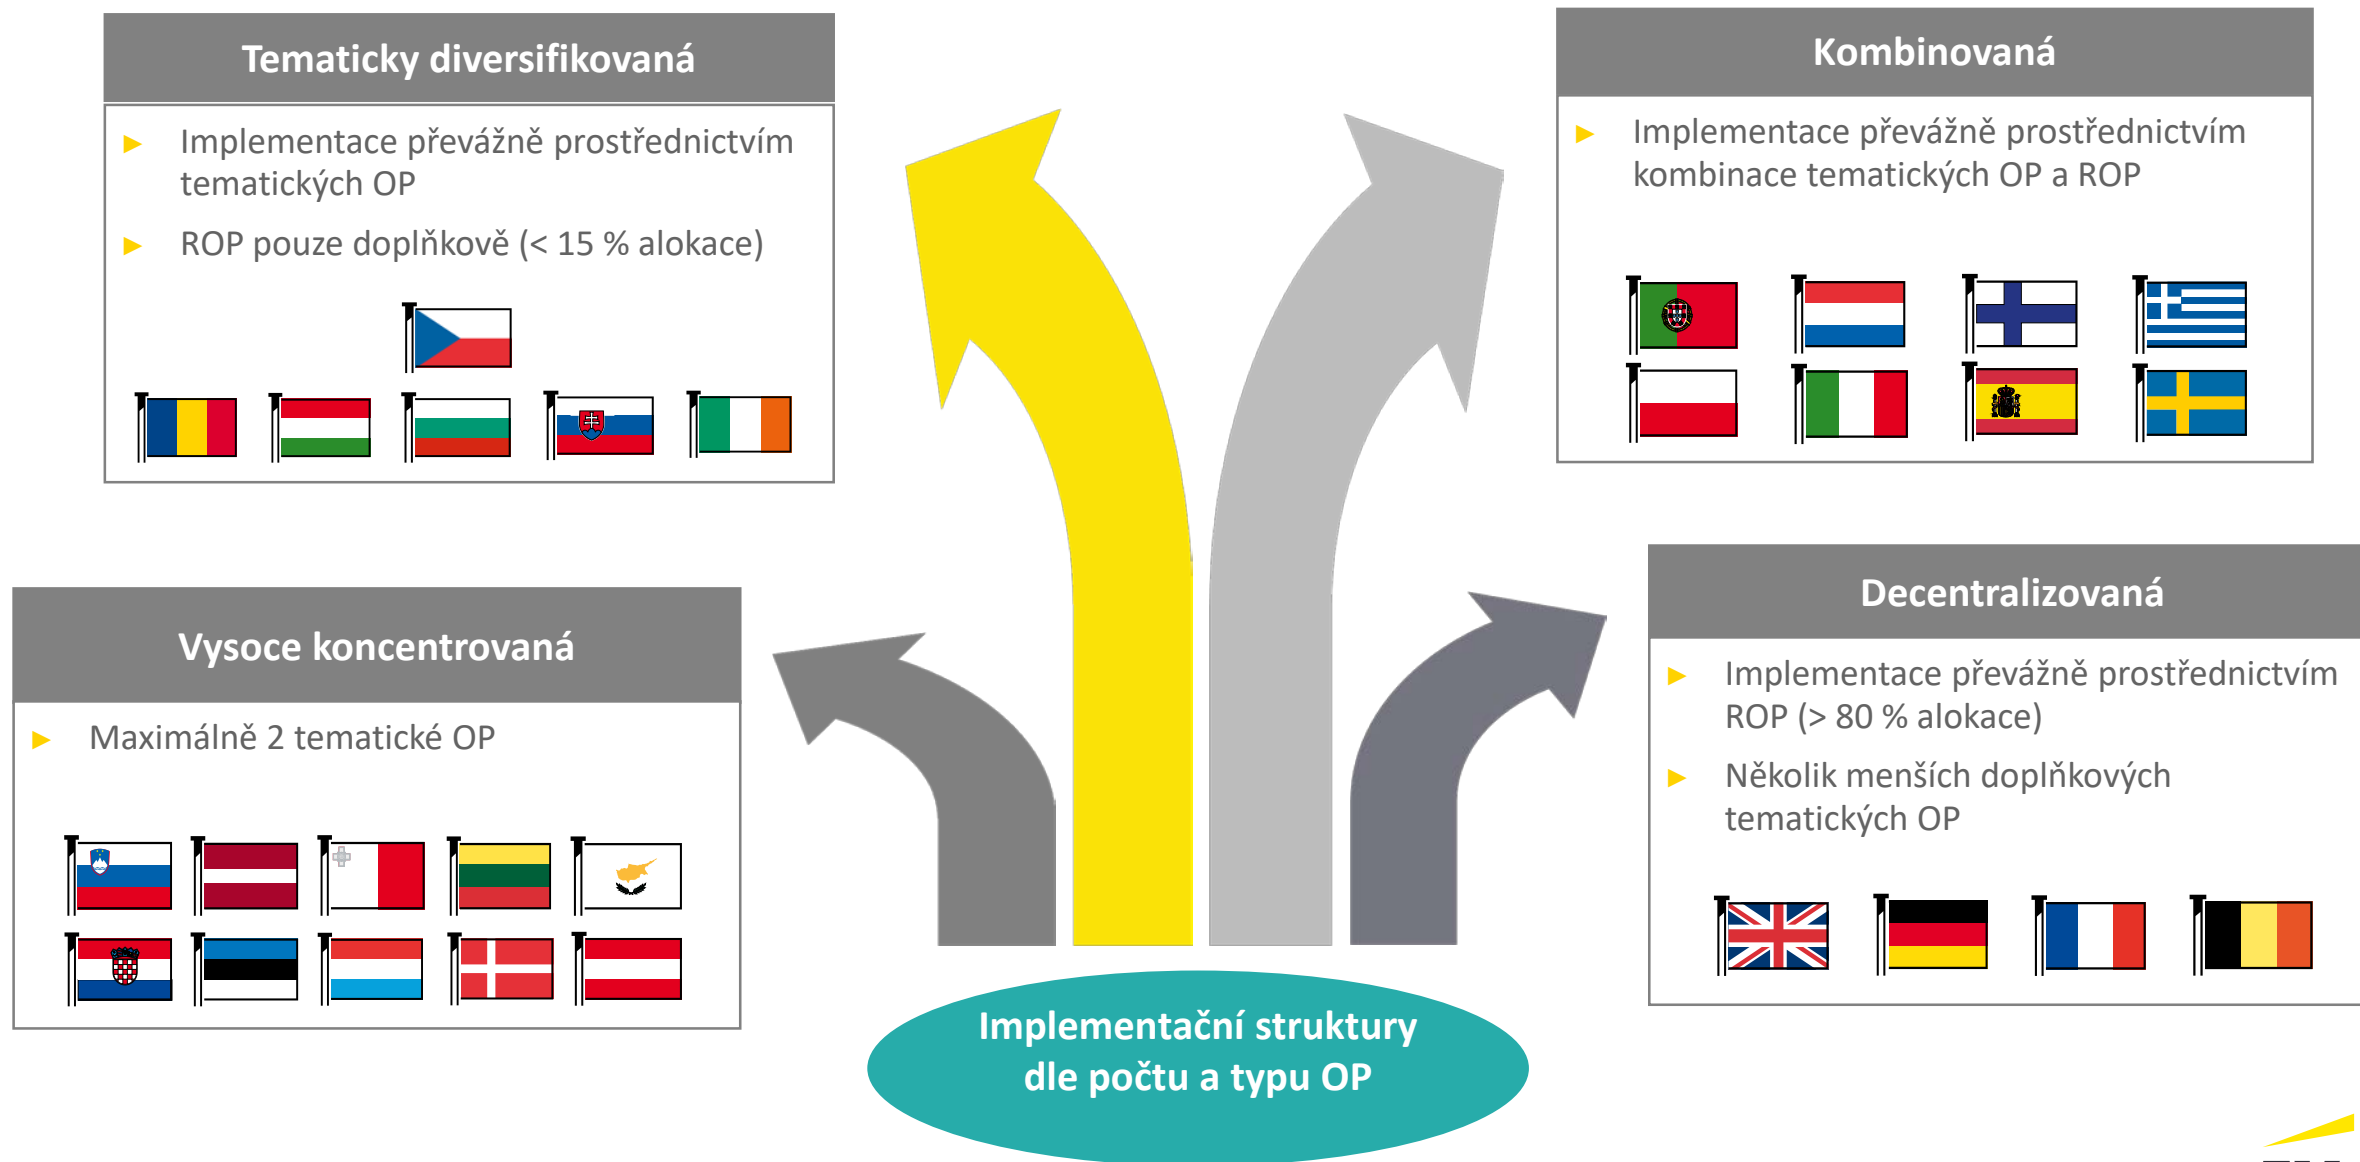 Tematicky diversifikovaná
► Implementace převážně prostřednictvím
tematických OP
► ROP pouze doplňkově (< 15 % alokace)
Kombinovaná
► Implementace převážně prostřednictvím
kombinace tematických OP a ROP
Vysoce koncentrovaná
► Maximálně 2 tematické OP
Decentralizovaná
► Implementace převážně prostřednictvím
ROP (> 80 % alokace)
► Několik menších doplňkových
tematických OP
Implementační struktury
dle počtu a typu OP